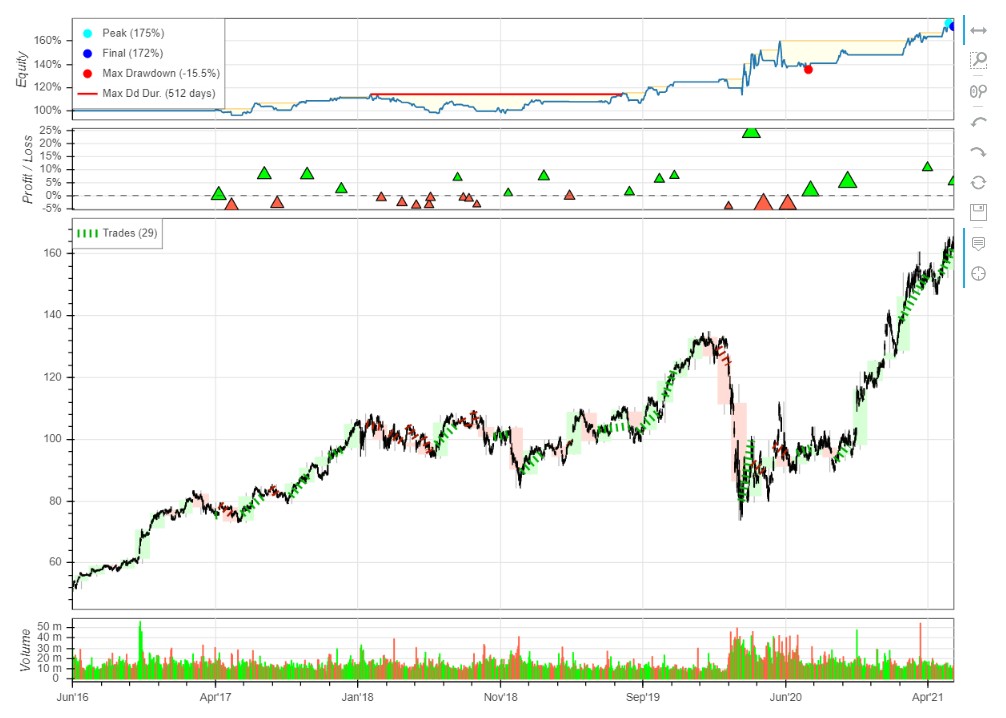 Equity
160%
140%
120%
100%
Peak (175%)
Final (172%)
Max Drawdown (-15.5%)
Max Dd Dur. (512 days)
Profit / Loss
25%
20%
15%
10%
5%
0%
-5%
Trades (29)
160
140
120
100
80
60
Volume
50 m
40 m
30 m
20 m
10 m
0
Jun'16
Apr'17
Jan'18
Nov'18
Sep'19
Jun'20
Apr'21